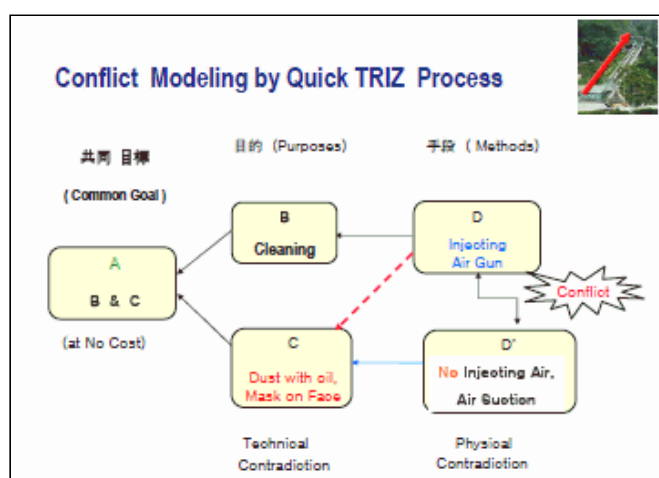 Conflict Modeling by Quick TRIZ Process
共同 目標
( Common Goal )
目的 (Purposes)
手段 ( Methods)
A
B & C
(at No Cost)
B
Cleaning
D
Injecting
Air Gun
Conflict
C
Dust with oil,
Mask on Face
D'
No Injecting Air,
Air Suction
Technical
Contradiction
Physical
Contradiction